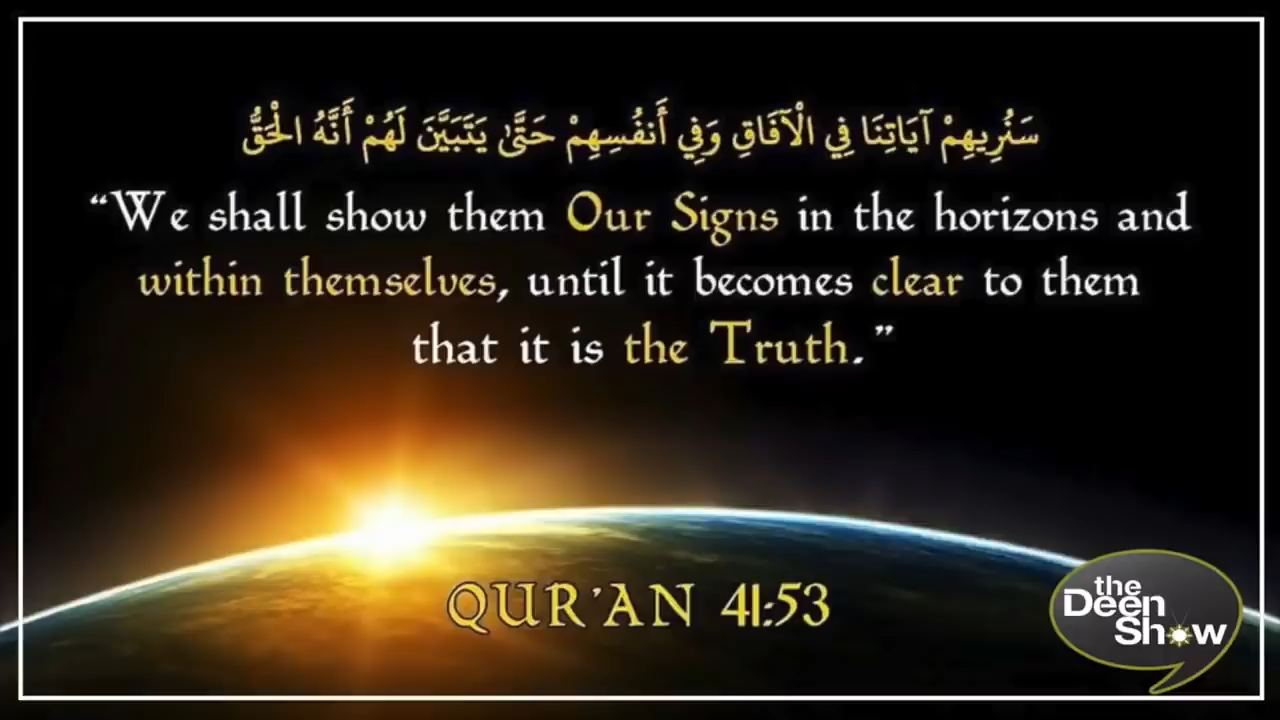 سَنُرِيهِمْ آيَاتِنَا فِي الْآفَاقِ وَفِي أَنفُسِهِمْ حَتَّىٰ يَتَبَيَّنَ لَهُمْ أَنَّهُ الْحَقُّ
“We shall show them Our Signs in the horizons and
within themselves, until it becomes clear to them
that it is the Truth.”
QUR’AN 41:53
the
Deen
Show